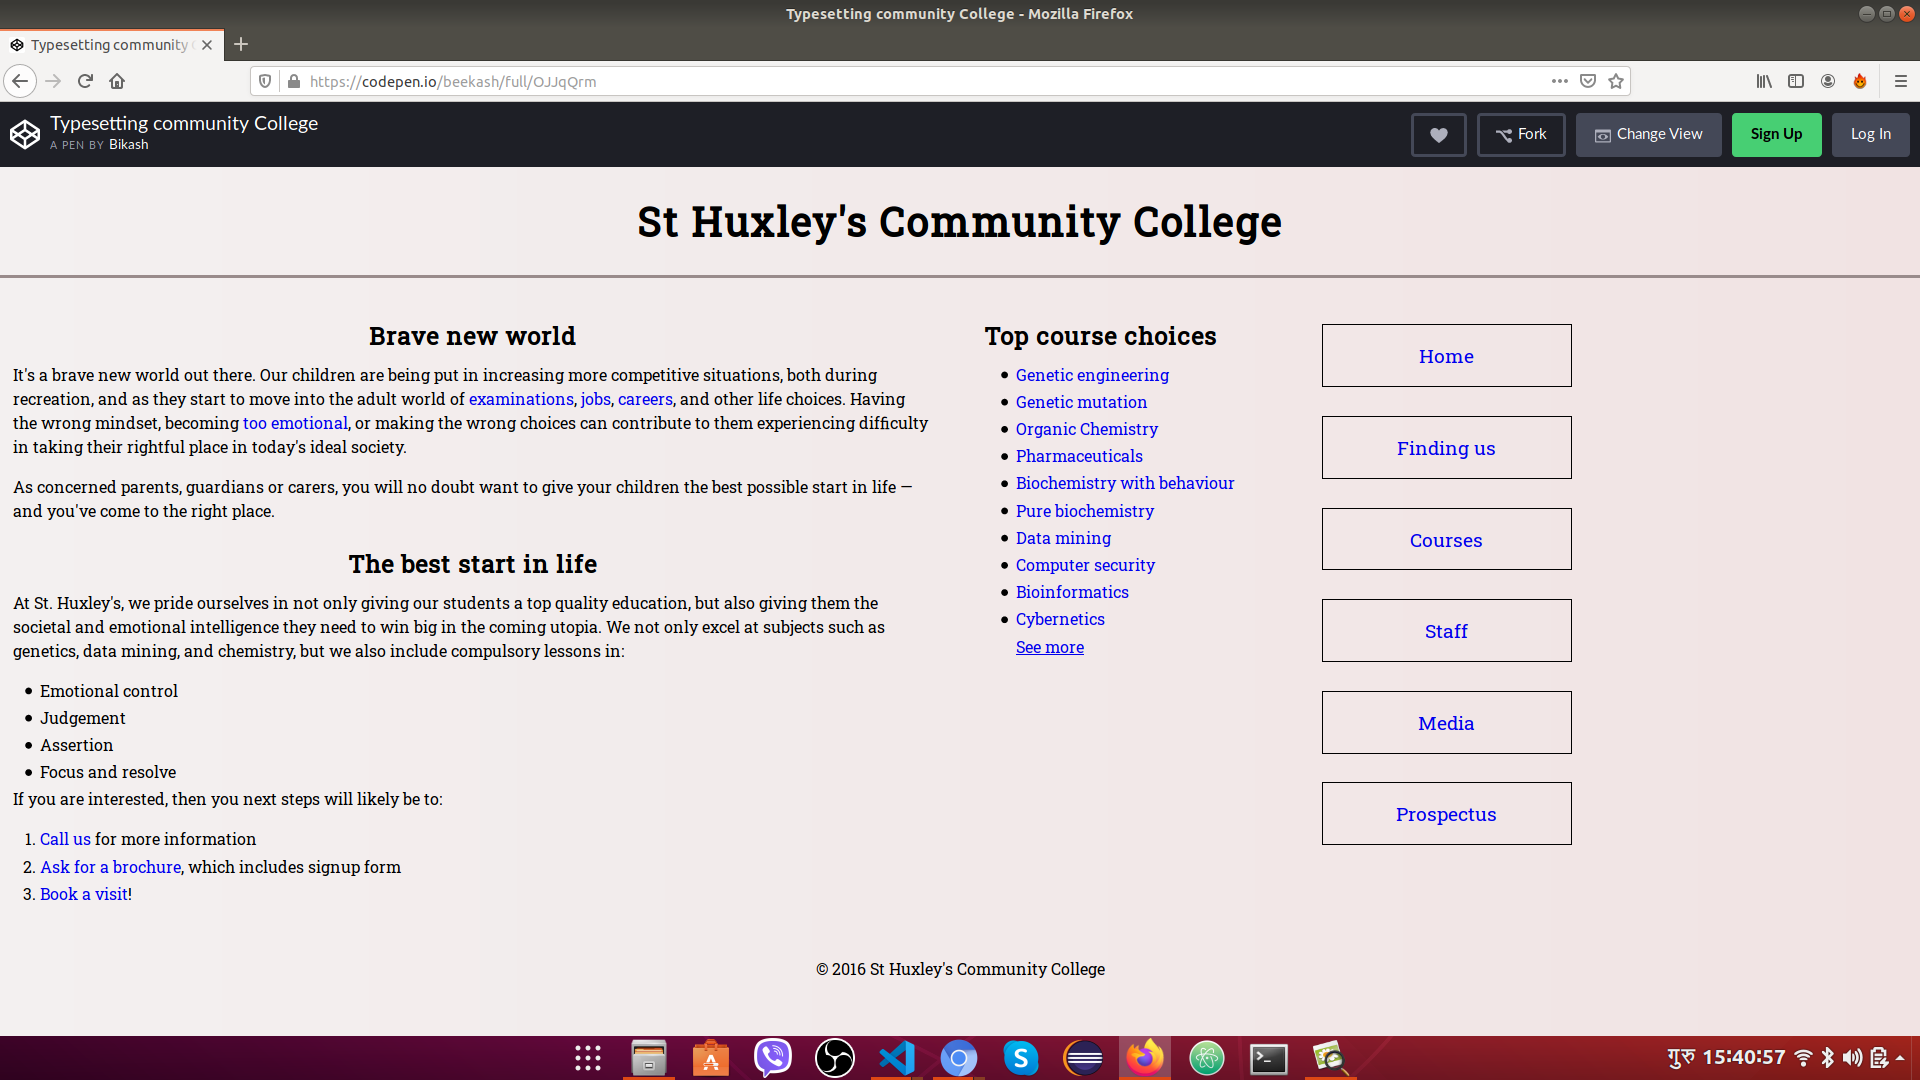 Typesetting community College - Mozilla Firefox
Typesetting community
https://codepen.io/beekash/full/OJJqQrm
Typesetting community College
A PEN BY Bikash
Fork
Change View
Sign Up
Log In
St Huxley's Community College
Brave new world
It's a brave new world out there. Our children are being put in increasing more competitive situations, both during
recreation, and as they start to move into the adult world of examinations, jobs, careers, and other life choices. Having
the wrong mindset, becoming too emotional, or making the wrong choices can contribute to them experiencing difficulty
in taking their rightful place in today's ideal society.
As concerned parents, guardians or carers, you will no doubt want to give your children the best possible start in life —
and you've come to the right place.
The best start in life
At St. Huxley's, we pride ourselves in not only giving our students a top quality education, but also giving them the
societal and emotional intelligence they need to win big in the coming utopia. We not only excel at subjects such as
genetics, data mining, and chemistry, but we also include compulsory lessons in:
• Emotional control
• Judgement
• Assertion
• Focus and resolve
If you are interested, then you next steps will likely be to:
1. Call us for more information
2. Ask for a brochure, which includes signup form
3. Book a visit!
Top course choices
• Genetic engineering
• Genetic mutation
• Organic Chemistry
• Pharmaceuticals
• Biochemistry with behaviour
• Pure biochemistry
• Data mining
• Computer security
• Bioinformatics
• Cybernetics
See more
Home
Finding us
Courses
Staff
Media
Prospectus
© 2016 St Huxley's Community College
गुरु 15:40:57